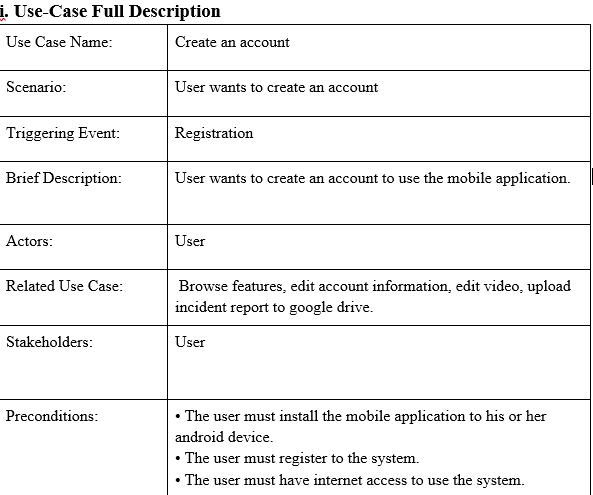 i. Use-Case Full Description
Use Case Name: Create an account
Scenario: User wants to create an account
Triggering Event: Registration
Brief Description: User wants to create an account to use the mobile application.
Actors: User
Related Use Case: Browse features, edit account information, edit video, upload
incident report to google drive.
Stakeholders: User
Preconditions: • The user must install the mobile application to his or her
android device.
• The user must register to the system.
• The user must have internet access to use the system.